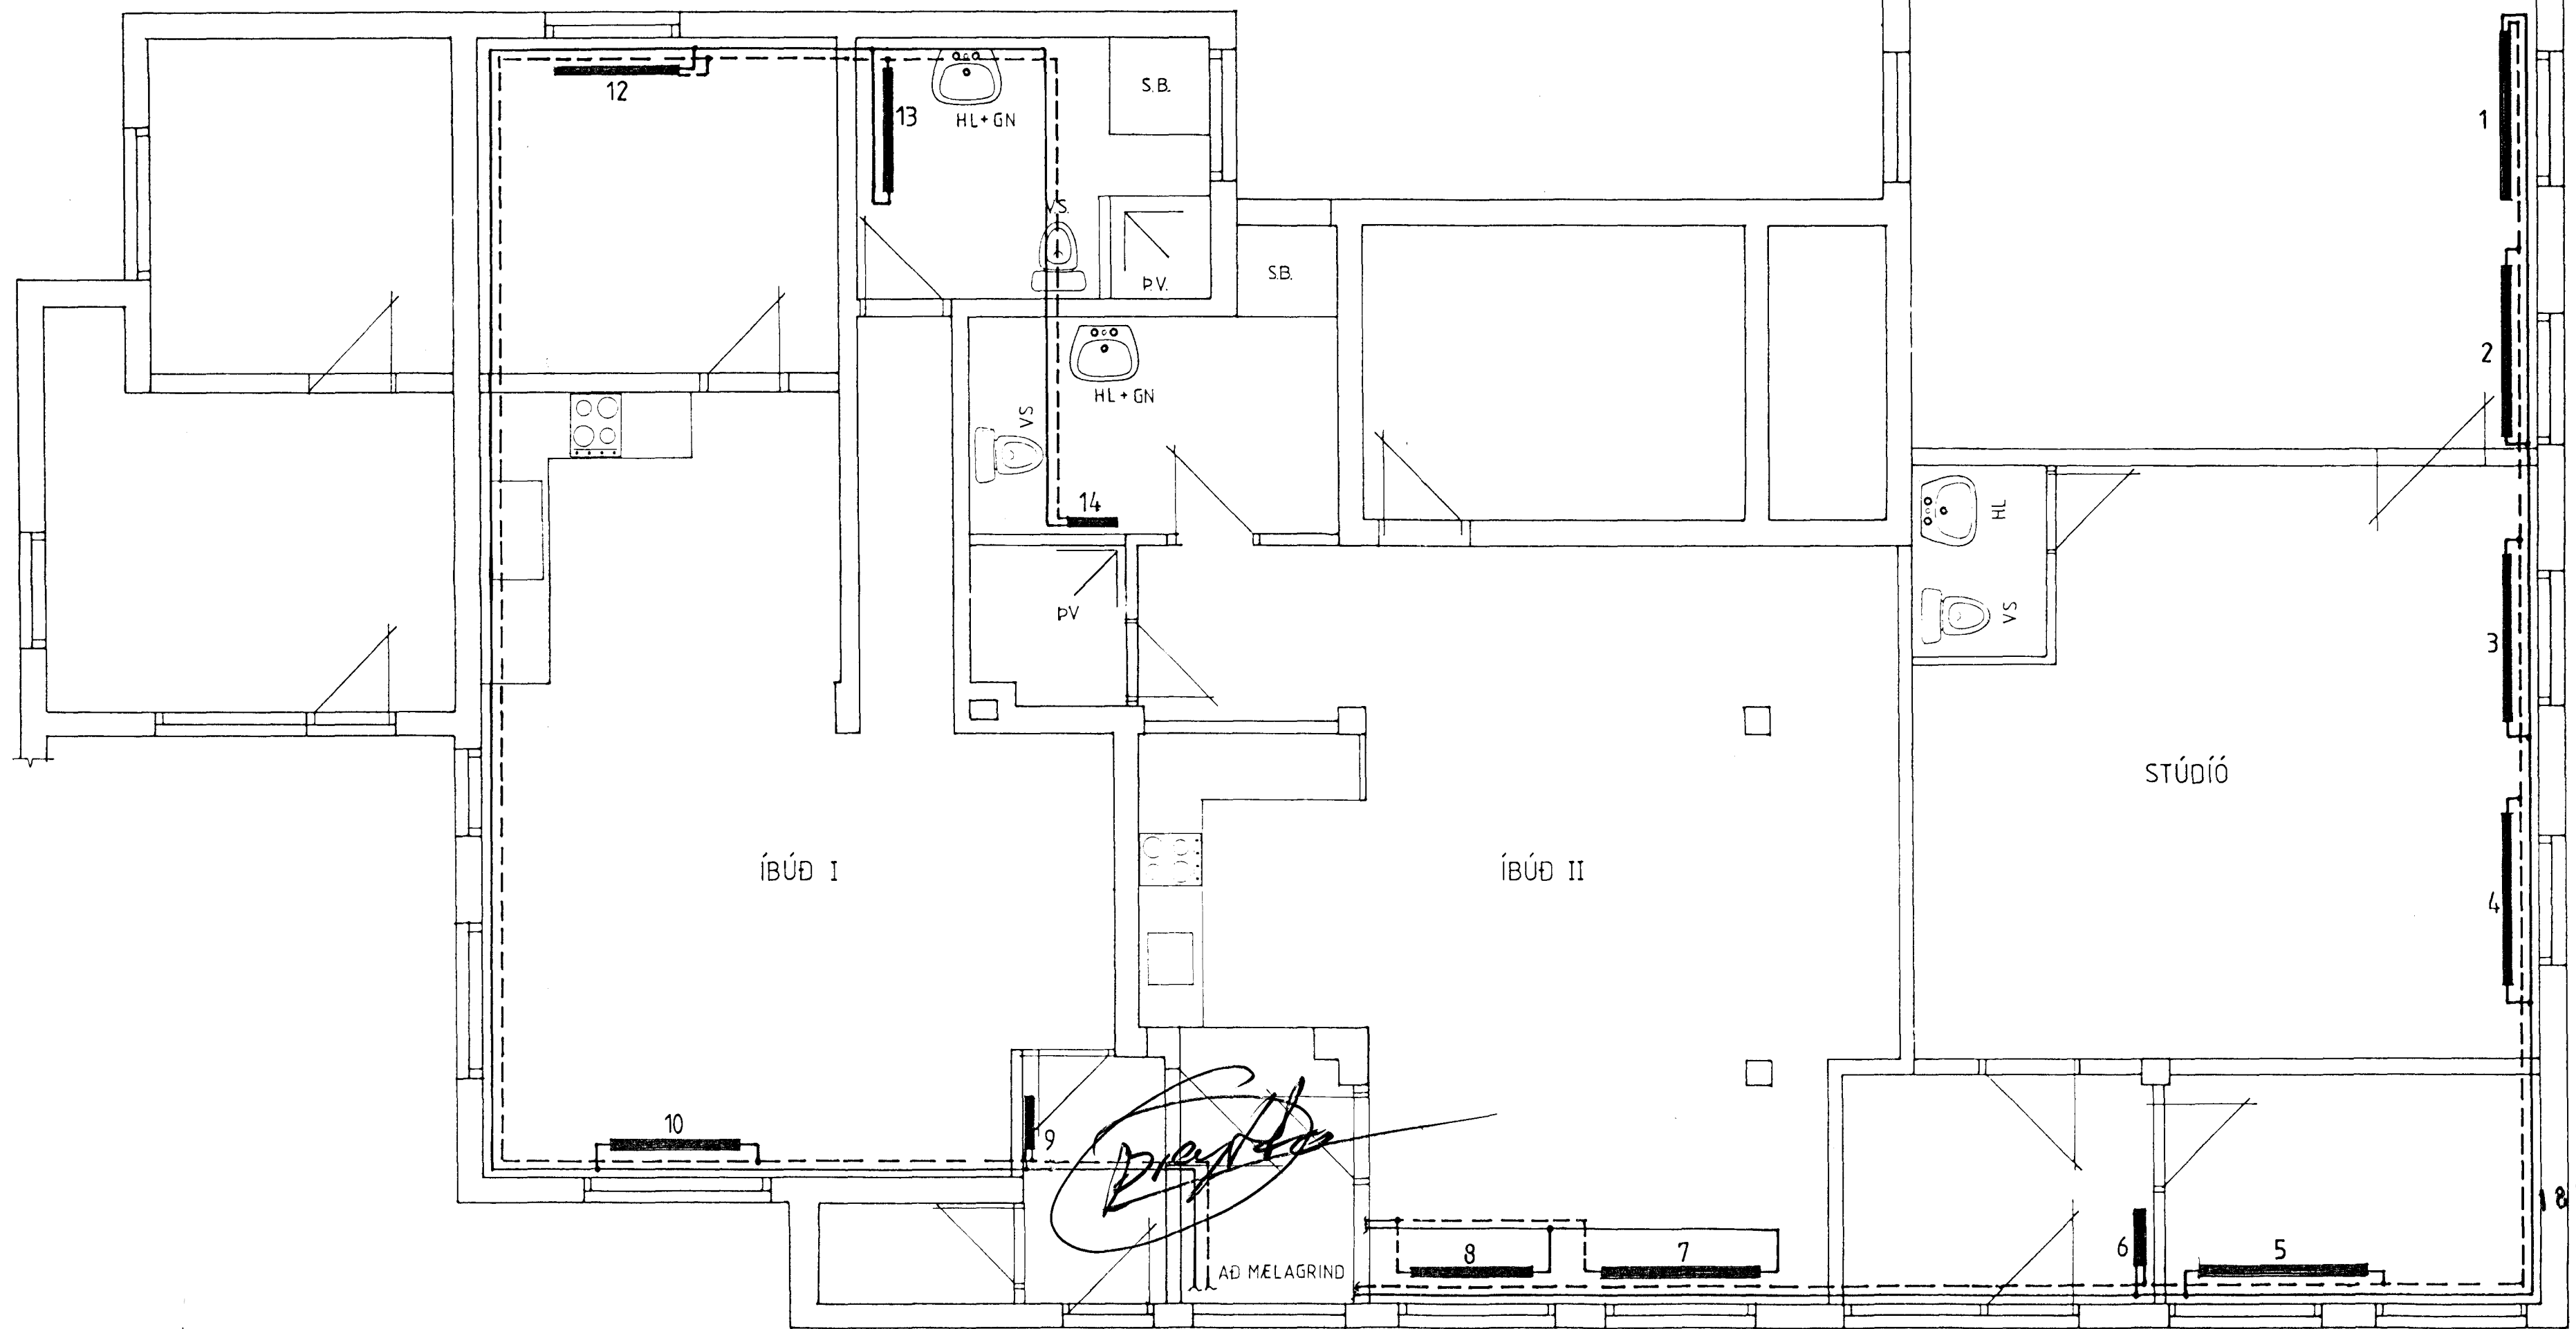 12
13
HL+GN
S.B.
1
V.S.
Þ.V.
S.B.
2
HL+GN
VS
14
HL
ÞV
VS
3
STÚDÍÓ
ÍBÚÐ I
ÍBÚÐ II
4
10
9
8
7
6
5
AÐ MÆLAGRIND